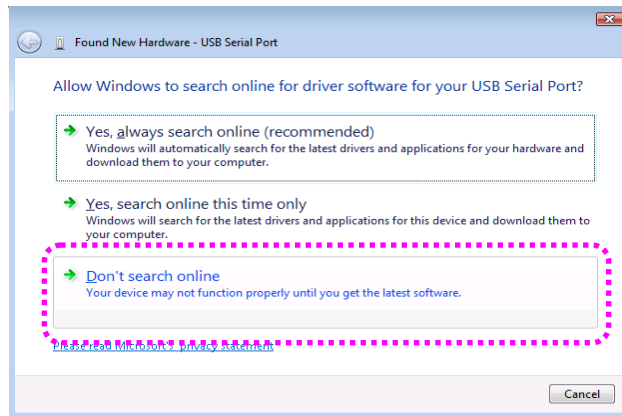 Found New Hardware - USB Serial Port
Allow Windows to search online for driver software for your USB Serial Port?
Yes, always search online (recommended)
Windows will automatically search for the latest drivers and applications for your hardware and
download them to your computer.
Yes, search online this time only
Windows will search for the latest drivers and applications for this device and download them to
your computer.
Don't search online
Your device may not function properly until you get the latest software.
Please read Microsoft's privacy statement
Cancel